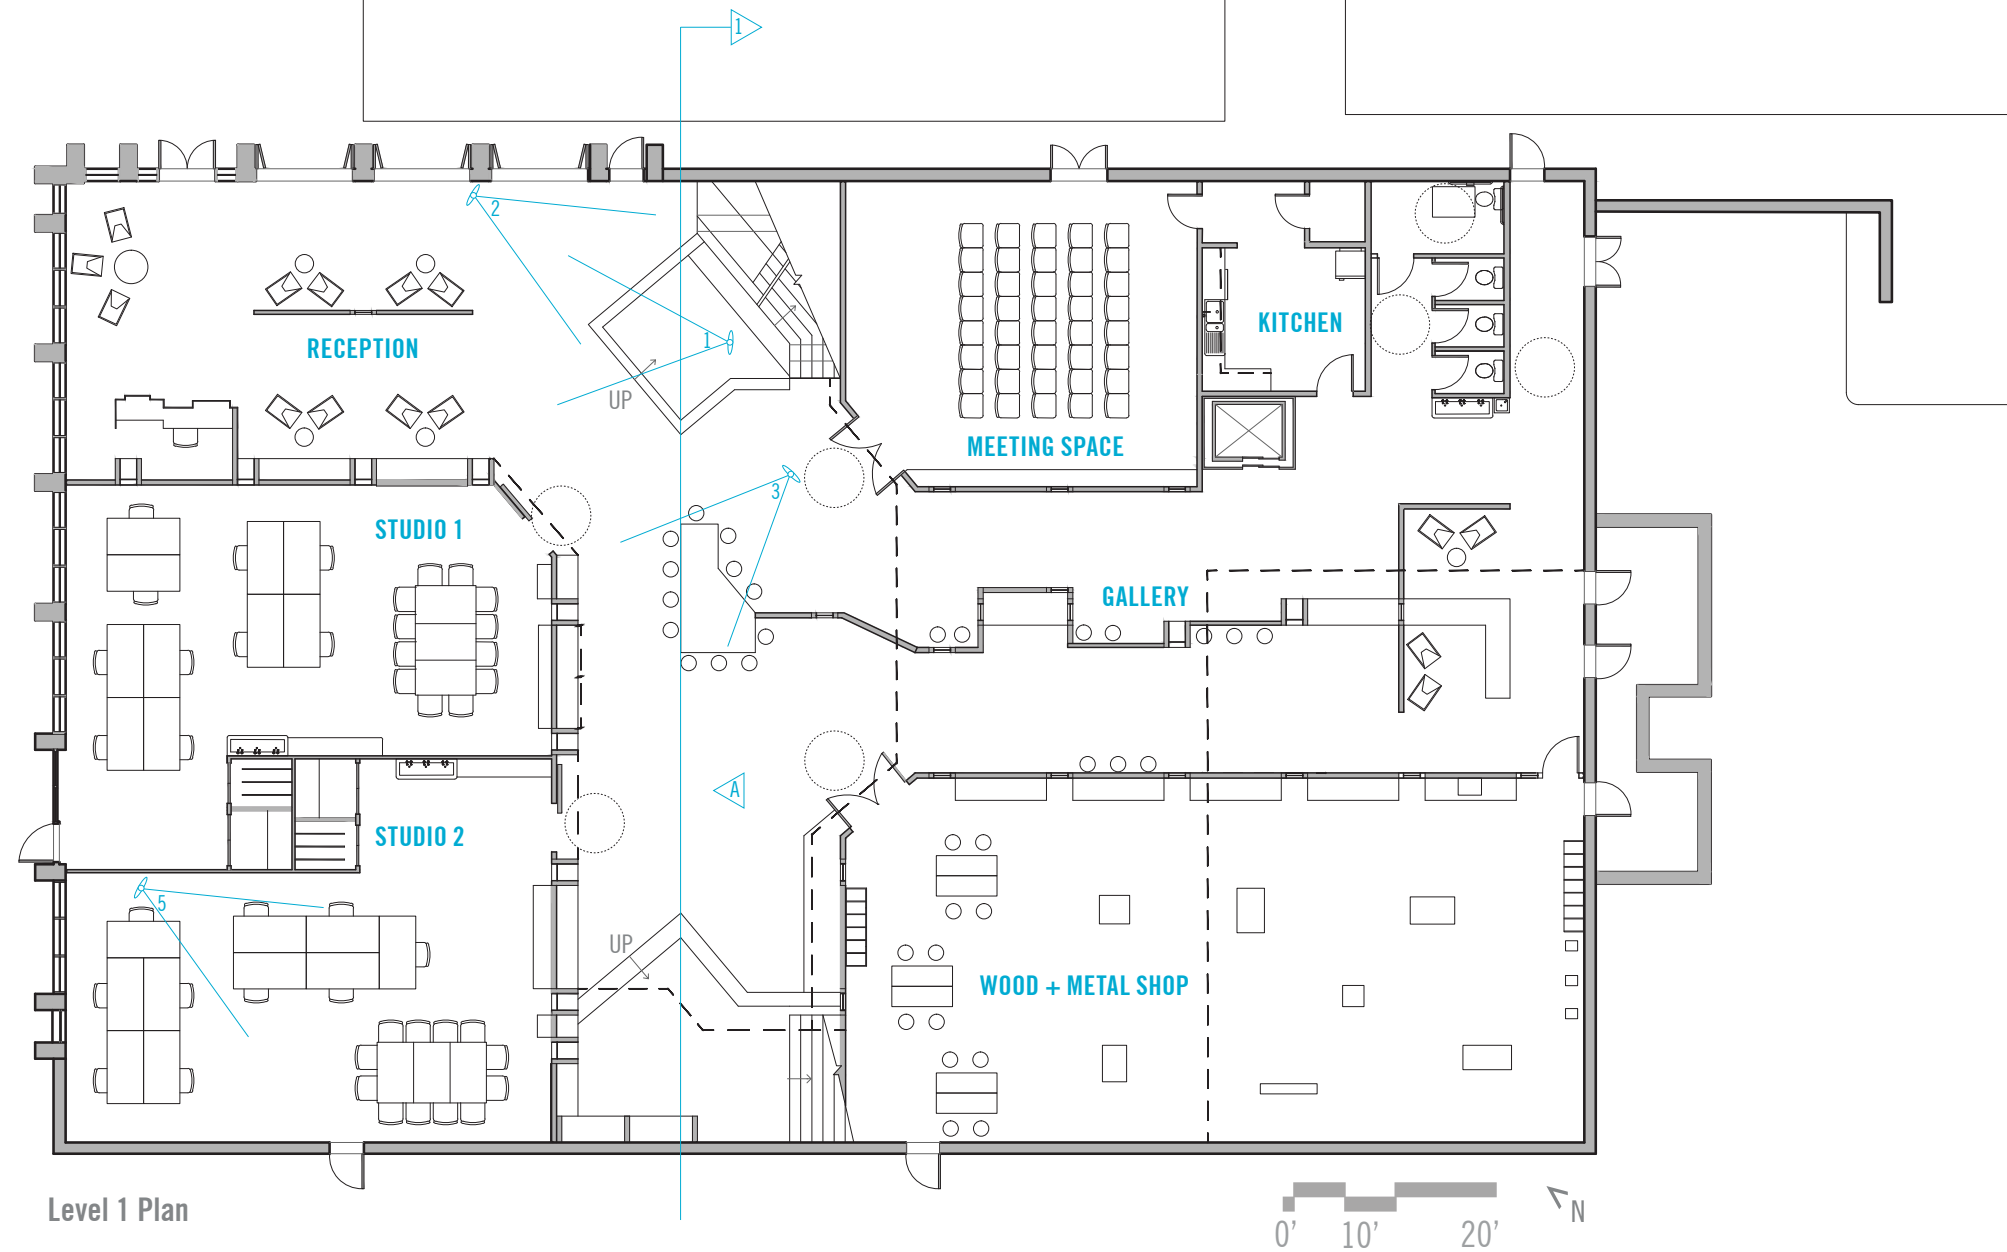 1
2
1
RECEPTION
KITCHEN
UP
MEETING SPACE
3
STUDIO 1
GALLERY
A
STUDIO 2
5
UP
WOOD + METAL SHOP
Level 1 Plan
N
0' 10' 20'